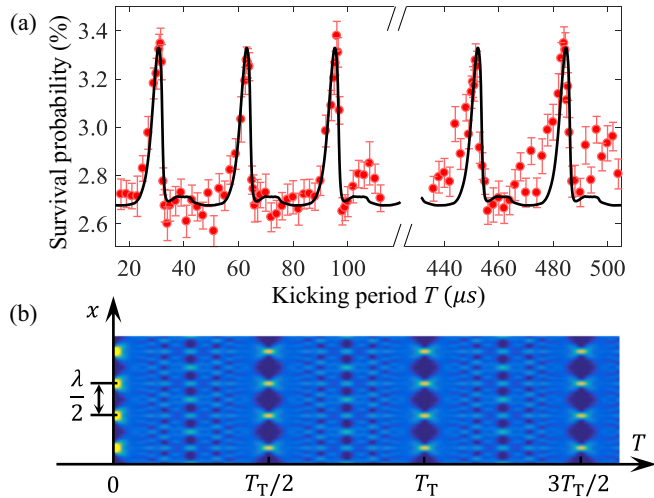 (a)
Survival probability (%)
3.4
3.2
3.0
2.8
2.6
20 40 60 80 100 440 460 480 500
Kicking period T (μs)
(b)
x
λ
2
0 T_T/2 T_T 3T_T/2 T